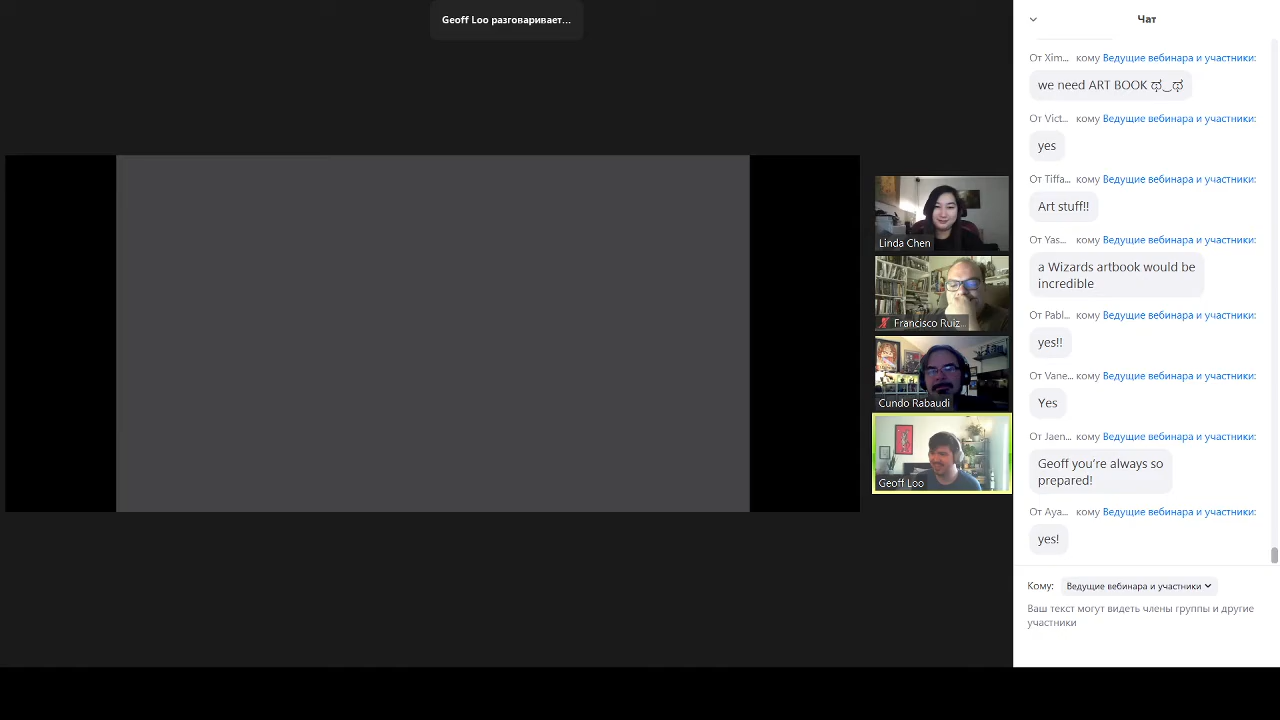 Geoff Loo разговаривает...
Linda Chen
Francisco Ruiz...
Cundo Rabaudi
Geoff Loo
Чат
От Xim... кому Ведущие вебинара и участники:
we need ART BOOK ಥ‿ಥ
От Vict... кому Ведущие вебинара и участники:
yes
От Tiffa... кому Ведущие вебинара и участники:
Art stuff!!
От Yas... кому Ведущие вебинара и участники:
a Wizards artbook would be
incredible
От Pabl... кому Ведущие вебинара и участники:
yes!!
От Vane... кому Ведущие вебинара и участники:
Yes
От Jaen... кому Ведущие вебинара и участники:
Geoff you’re always so
prepared!
От Aya... кому Ведущие вебинара и участники:
yes!
Кому: Ведущие вебинара и участники
Ваш текст могут видеть члены группы и другие
участники